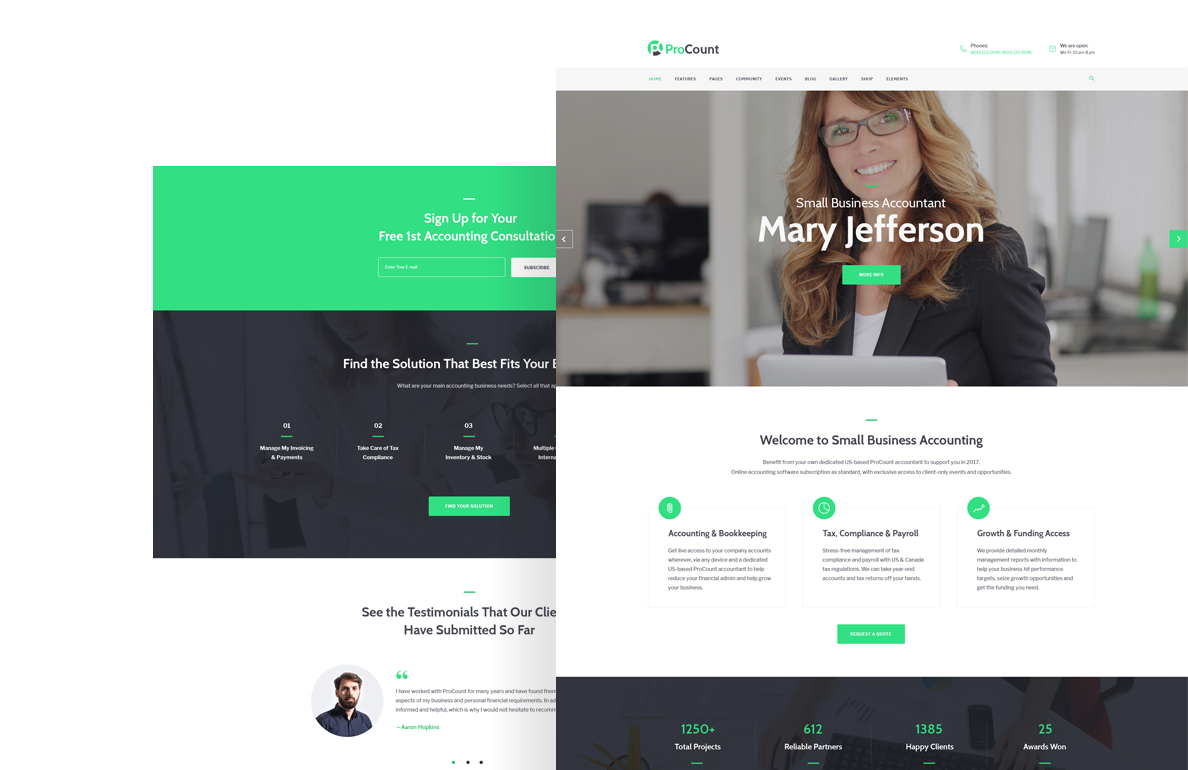 ProCount
Phones:
(800) 123-0045; (800) 123-0046
We are open:
Mn-Fr: 10 am-8 pm
HOME FEATURES PAGES COMMUNITY EVENTS BLOG GALLERY SHOP ELEMENTS
Small Business Accountant
Mary Jefferson
MORE INFO
Welcome to Small Business Accounting
Benefit from your own dedicated US-based ProCount accountant to support you in 2017.
Online accounting software subscription as standard, with exclusive access to client-only events and opportunities.
Accounting & Bookkeeping
Get live access to your company accounts
wherever, via any device and a dedicated
US-based ProCount accountant to help
reduce your financial admin and help grow
your business.
Tax, Compliance & Payroll
Stress-free management of tax
compliance and payroll with US & Canada
tax regulations. We can take year-end
accounts and tax returns off your hands.
Growth & Funding Access
We provide detailed monthly
management reports with information to
help your business hit performance
targets, seize growth opportunities and
get the funding you need.
REQUEST A QUOTE
1250+
Total Projects
612
Reliable Partners
1385
Happy Clients
25
Awards Won
Sign Up for Your
Free 1st Accounting Consultatio
Enter Your E-mail
SUBSCRIBE
Find the Solution That Best Fits Your B
What are your main accounting business needs? Select all that ap
01
Manage My Invoicing
& Payments
02
Take Care of Tax
Compliance
03
Manage My
Inventory & Stock
Multiple
Interna
FIND YOUR SOLUTION
See the Testimonials That Our Clie
Have Submitted So Far
I have worked with ProCount for many years and have found them
aspects of my business and personal financial requirements. In ad
informed and helpful, which is why I would not hesitate to recomm
– Aaron Hopkins